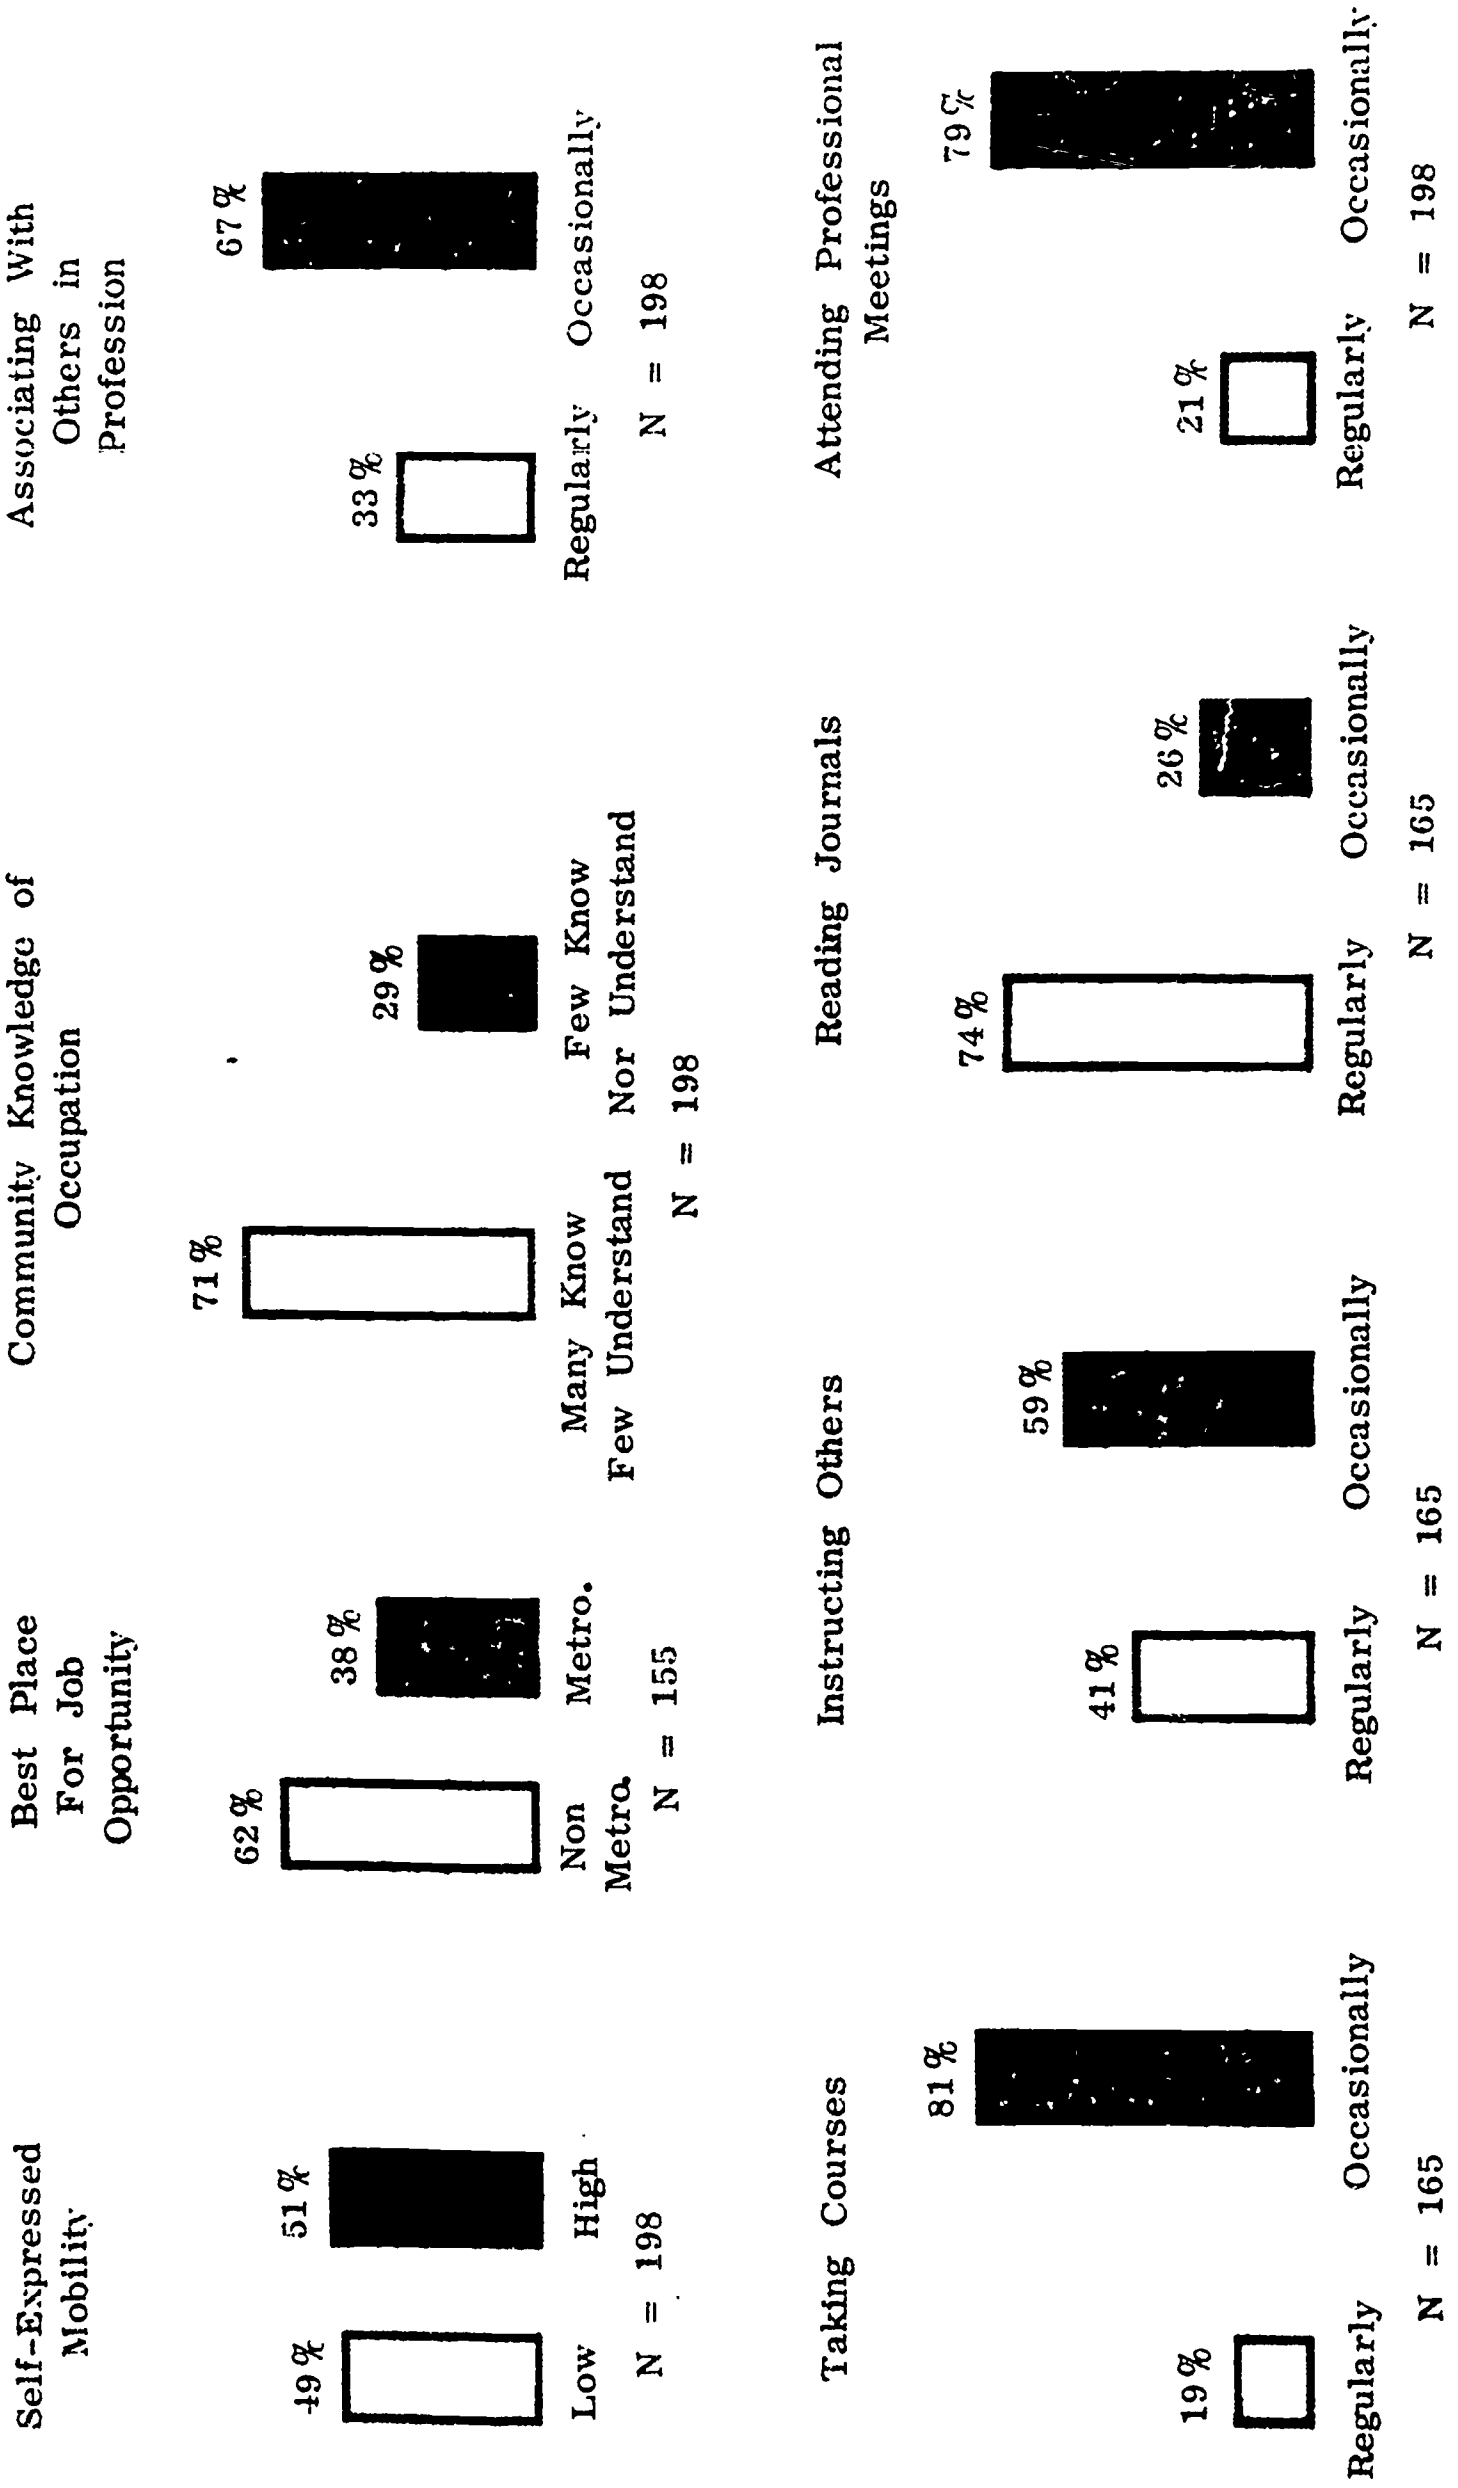 Self-Expressed
Mobility
49%
51%
Low
High
N = 198
Best Place
For Job
Opportunity
62%
38%
Non
Metro.
Metro.
N = 155
Community Knowledge of
Occupation
71%
29%
Many Know
Few Understand
Few Know
Nor Understand
N = 198
Associating With
Others in
Profession
33%
67%
Regularly
Occasionally
N = 198
Taking Courses
19%
81%
Regularly
Occasionally
N = 165
Instructing Others
41%
59%
Regularly
Occasionally
N = 165
Reading Journals
74%
26%
Regularly
Occasionally
N = 165
Attending Professional
Meetings
21%
79%
Regularly
Occasionally
N = 198